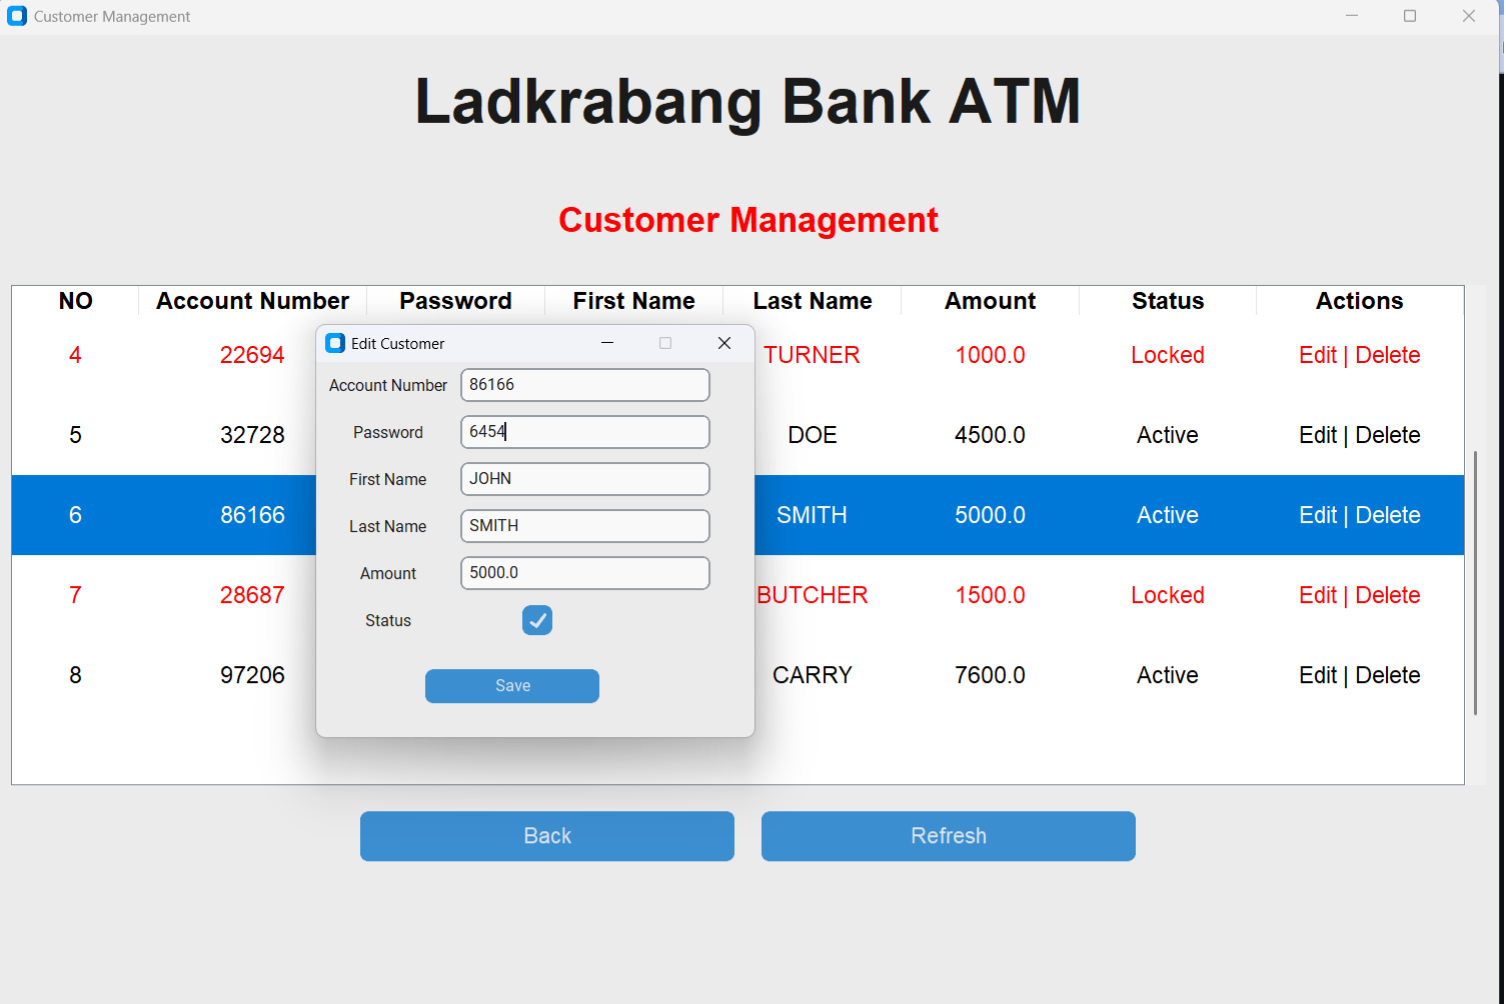 Customer Management
Ladkrabang Bank ATM
Customer Management
NO Account Number Password First Name Last Name Amount Status Actions
4 22694 TURNER 1000.0 Locked Edit | Delete
5 32728 DOE 4500.0 Active Edit | Delete
6 86166 SMITH 5000.0 Active Edit | Delete
7 28687 BUTCHER 1500.0 Locked Edit | Delete
8 97206 CARRY 7600.0 Active Edit | Delete
Edit Customer
Account Number 86166
Password 6454
First Name JOHN
Last Name SMITH
Amount 5000.0
Status
Save
Back Refresh